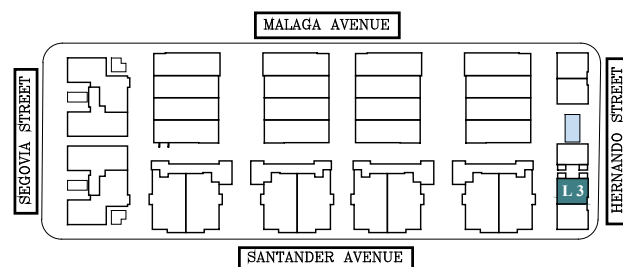 MALAGA AVENUE
SEGOVIA STREET
HERNANDO STREET
L 3
SANTANDER AVENUE